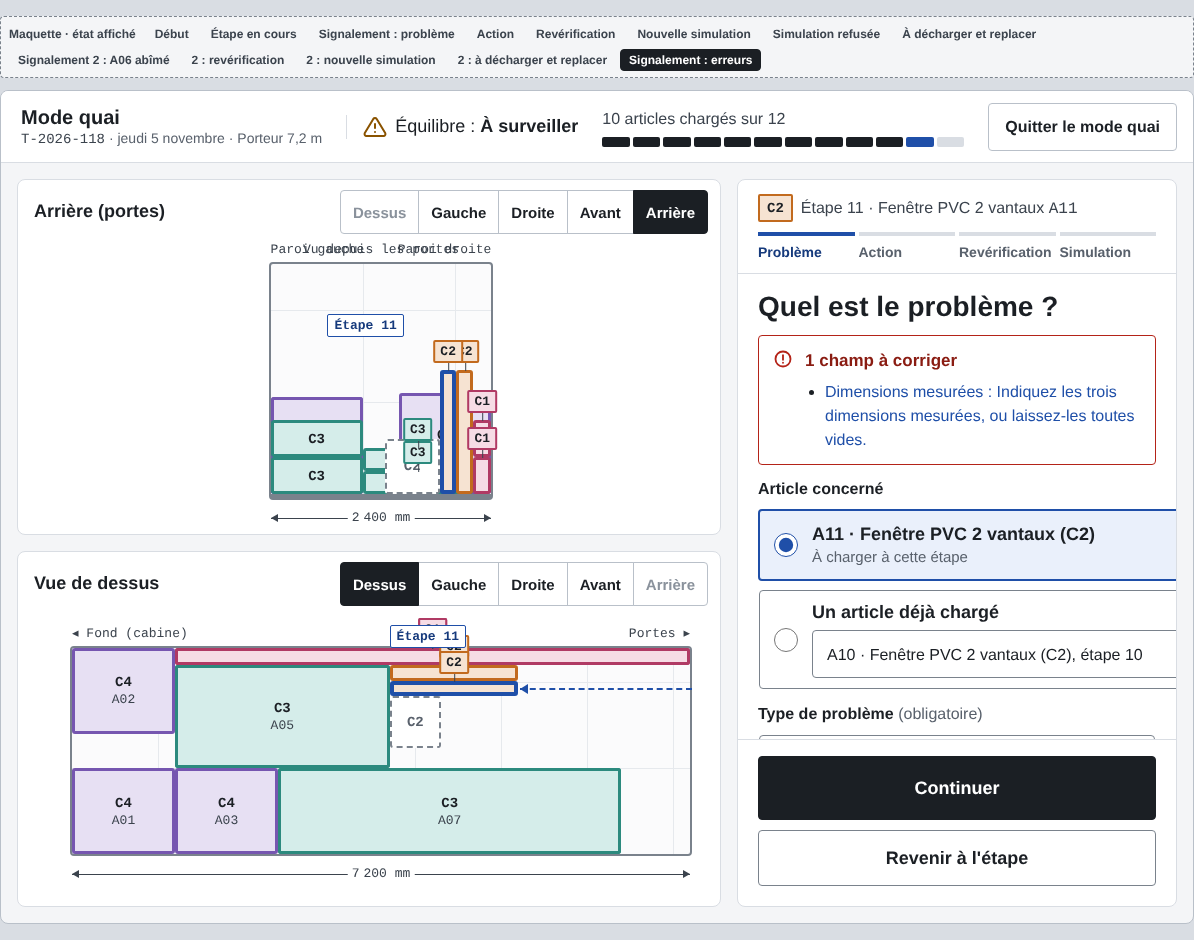 Maquette · état affiché Début Étape en cours Signalement : problème Action Revérification Nouvelle simulation Simulation refusée À décharger et replacer
Signalement 2 : A06 abîmé 2 : revérification 2 : nouvelle simulation 2 : à décharger et replacer Signalement : erreurs
Mode quai
T-2026-118 · jeudi 5 novembre · Porteur 7,2 m
Équilibre : À surveiller
10 articles chargés sur 12
Quitter le mode quai
Arrière (portes)
Dessus Gauche Droite Avant Arrière
Étape 11
C2
C1
C3
C1
C3
C3
C3
C4
2 400 mm
Vue de dessus
Dessus Gauche Droite Avant Arrière
◄ Fond (cabine)
Étape 11
Portes ►
C2
C4
A02
C3
A05
C2
C4
A01
C4
A03
C3
A07
7 200 mm
C2 Étape 11 · Fenêtre PVC 2 vantaux A11
Problème Action Revérification Simulation
Quel est le problème ?
1 champ à corriger
• Dimensions mesurées : Indiquez les trois
dimensions mesurées, ou laissez-les toutes
vides.
Article concerné
A11 · Fenêtre PVC 2 vantaux (C2)
À charger à cette étape
Un article déjà chargé
A10 · Fenêtre PVC 2 vantaux (C2), étape 10
Type de problème (obligatoire)
Continuer
Revenir à l'étape